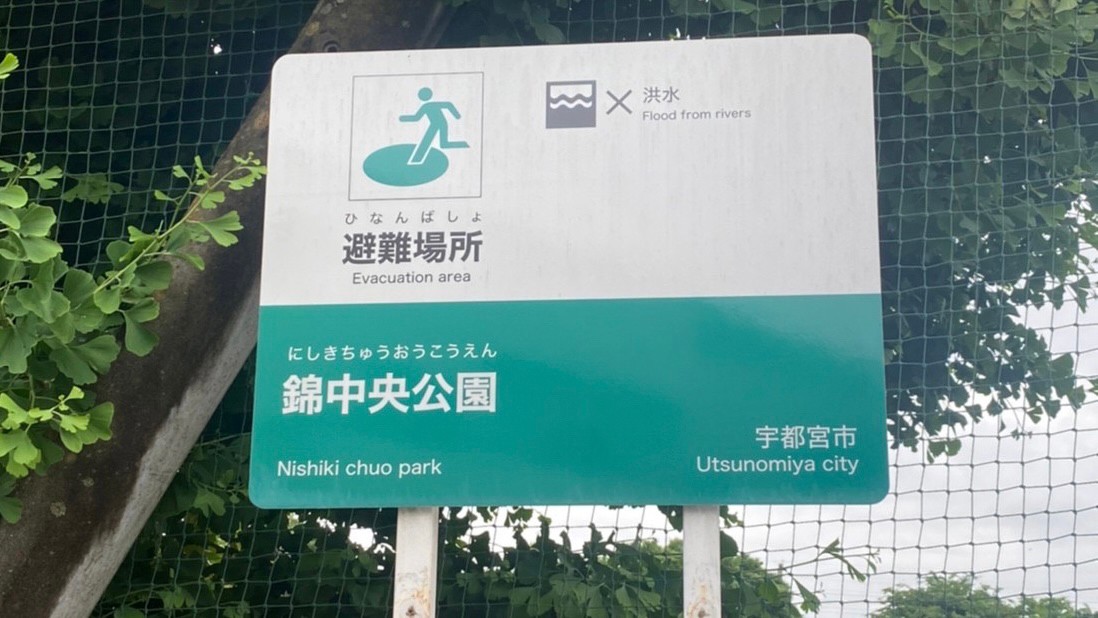 洪水
Flood from rivers
ひなんばしょ
避難場所
Evacuation area
にしきちゅうおうこうえん
錦中央公園
Nishiki chuo park
宇都宮市
Utsunomiya city